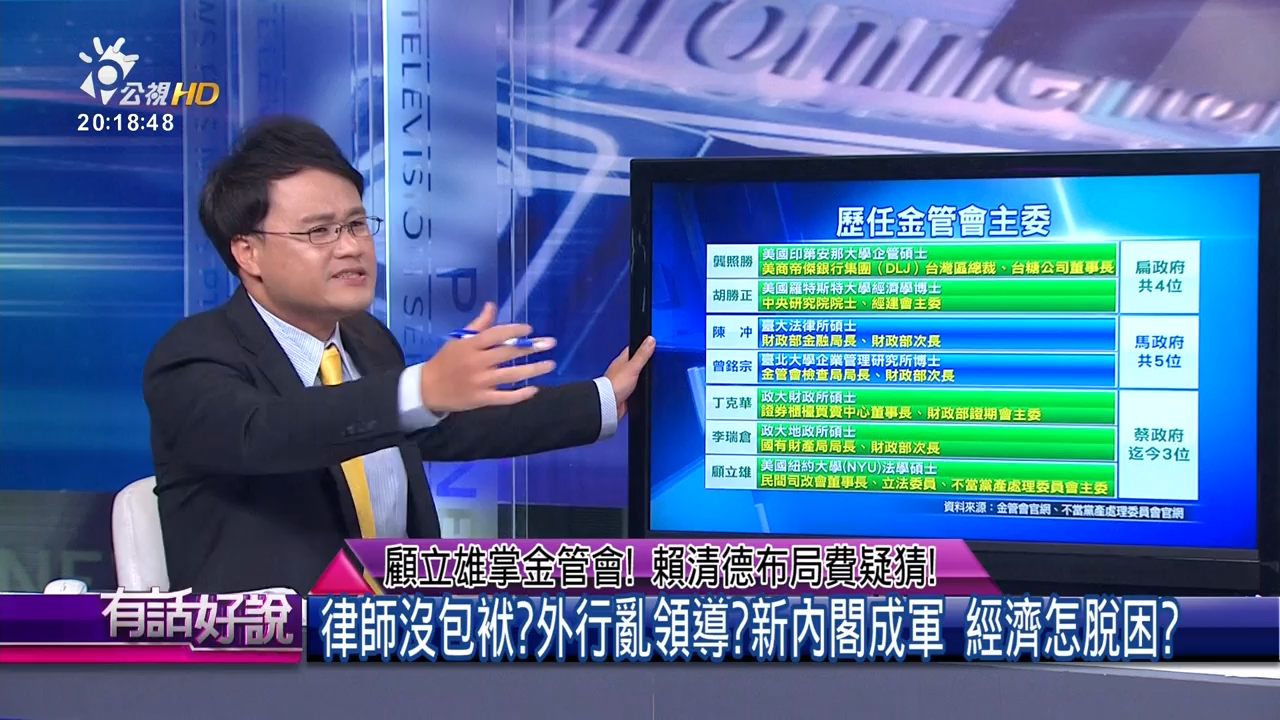 公視HD
20:18:48
TELEVISIO
歷任金管會主委
龔照勝
美國印第安那大學企管碩士
美商帝傑銀行集團（DLJ）台灣區總裁、台糖公司董事長
胡勝正
美國羅特斯特大學經濟學博士
中央研究院院士、經建會主委
扁政府
共4位
陳 冲
臺大法律所碩士
財政部金融局長、財政部次長
曾銘宗
臺北大學企業管理研究所博士
金管會檢查局局長、財政部次長
馬政府
共5位
丁克華
政大財政所碩士
證券櫃檯買賣中心董事長、財政部證期會主委
李瑞倉
政大地政所碩士
國有財產局局長、財政部次長
顧立雄
美國紐約大學(NYU)法學碩士
民間司改會董事長、立法委員、不當黨產處理委員會主委
蔡政府
迄今3位
資料來源：金管會官網、不當黨產處理委員會官網
顧立雄掌金管會! 賴清德布局費疑猜!
有話好說
律師沒包袱?外行亂領導?新內閣成軍 經濟怎脫困?